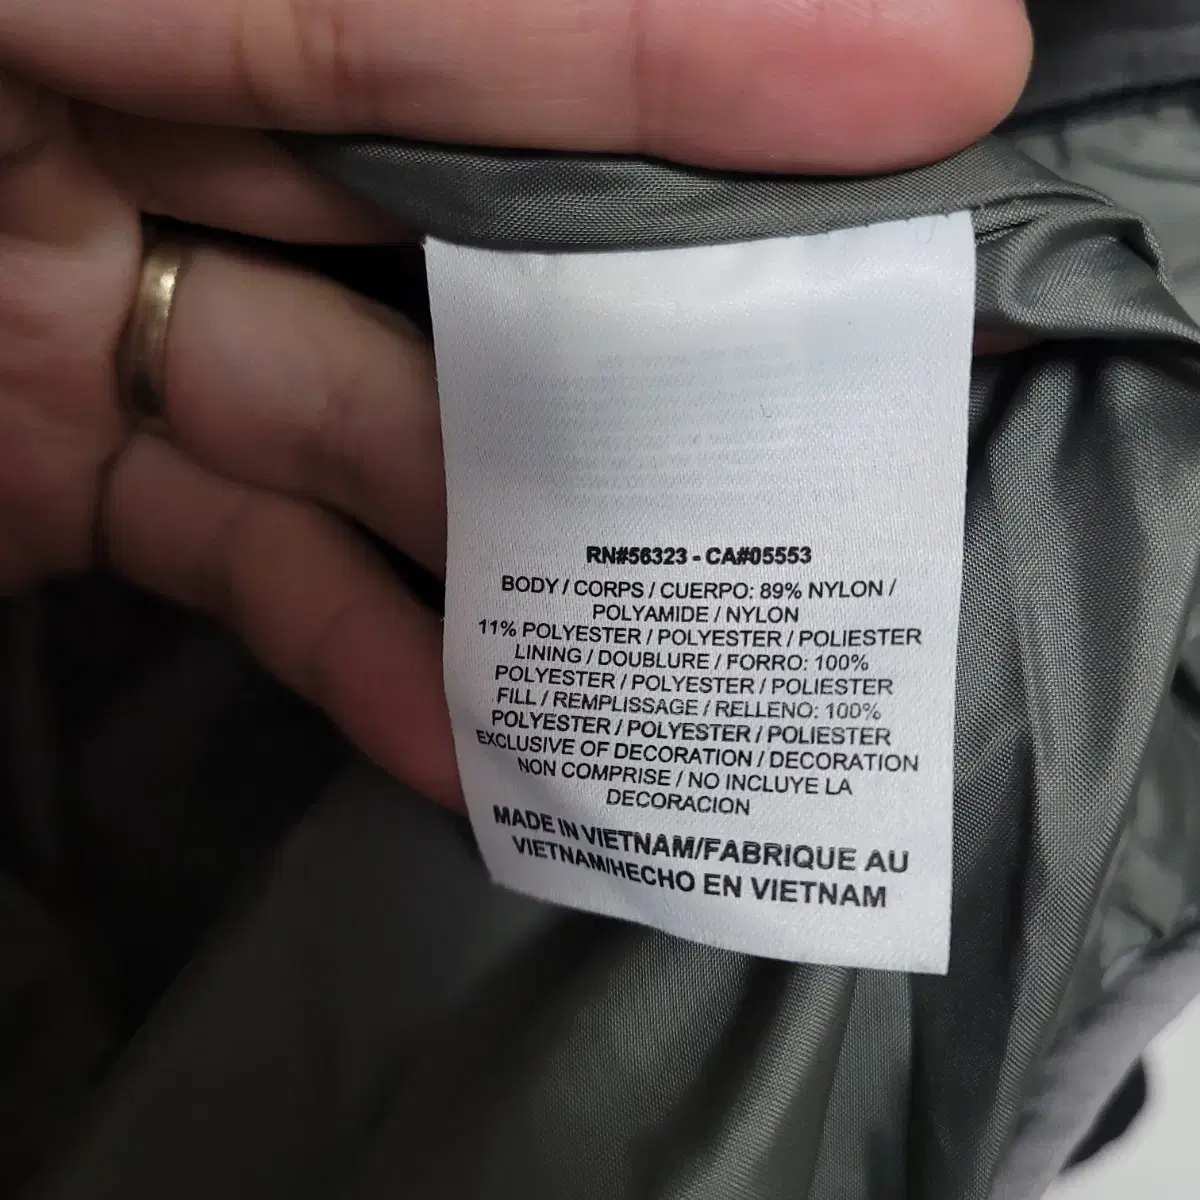 RN#56323 - CA#05553
BODY / CORPS / CUERPO: 89% NYLON /
POLYAMIDE / NYLON
11% POLYESTER / POLYESTER / POLIESTER
LINING / DOUBLURE / FORRO: 100%
POLYESTER / POLYESTER / POLIESTER
FILL / REMPLISSAGE / RELLENO: 100%
POLYESTER / POLYESTER / POLIESTER
EXCLUSIVE OF DECORATION / DECORATION
NON COMPRISE / NO INCLUYE LA
DECORACION
MADE IN VIETNAM/FABRIQUE AU
VIETNAM/HECHO EN VIETNAM